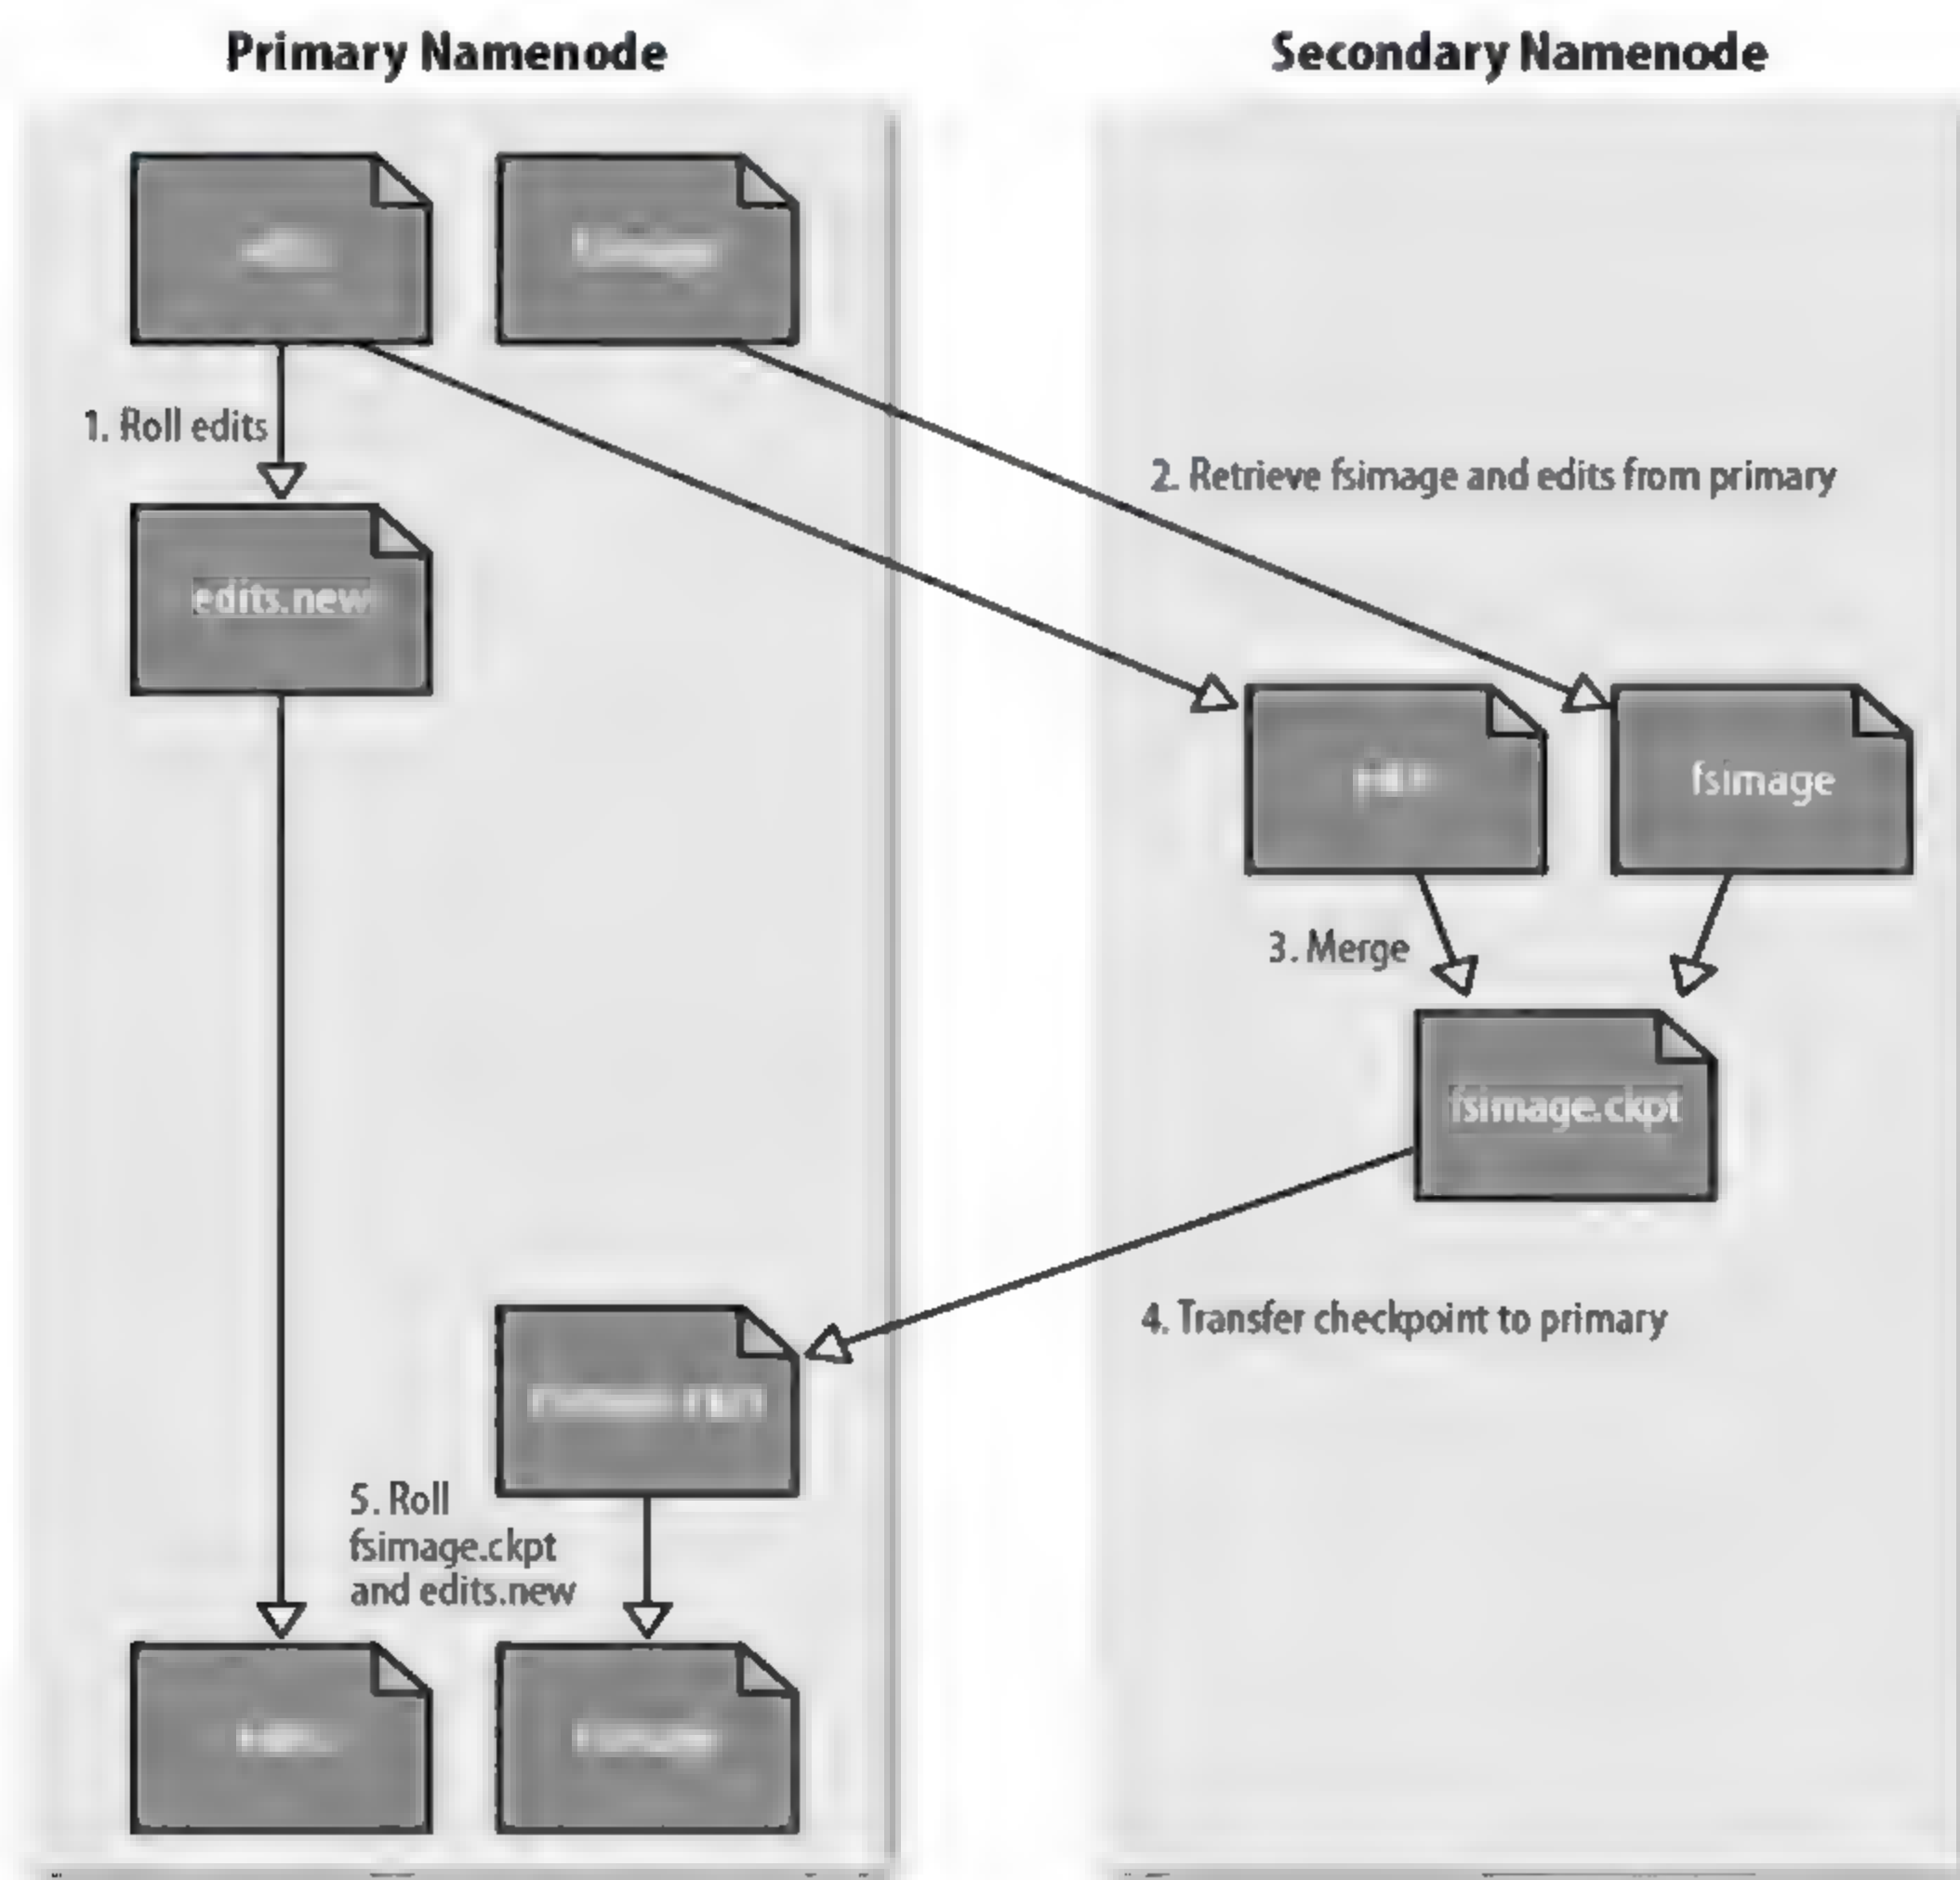 Primary Namenode
Secondary Namenode
1. Roll edits
2. Retrieve fsimage and edits from primary
edits.new
fsimage
3. Merge
fsimage.ckpt
4. Transfer checkpoint to primary
5. Roll
fsimage.ckpt
and edits.new